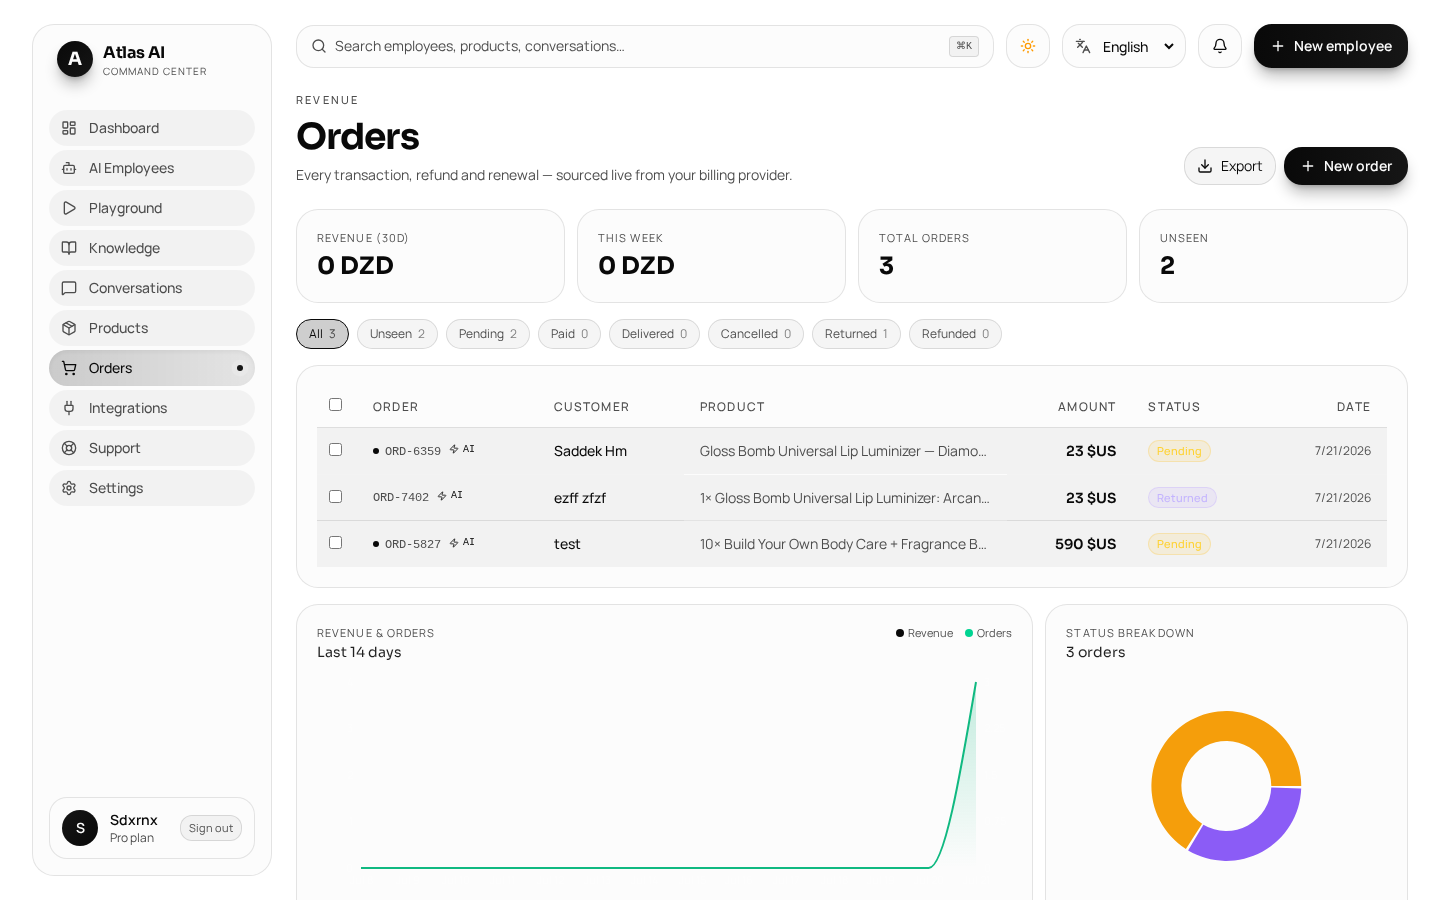 A
Atlas AI
COMMAND CENTER
Dashboard
AI Employees
Playground
Knowledge
Conversations
Products
Orders
Integrations
Support
Settings
S
Sdxrnx
Pro plan
Sign out
Search employees, products, conversations...
⌘K
English
New employee
REVENUE
Orders
Every transaction, refund and renewal — sourced live from your billing provider.
Export
New order
REVENUE (30D)
0 DZD
THIS WEEK
0 DZD
TOTAL ORDERS
3
UNSEEN
2
All 3
Unseen 2
Pending 2
Paid 0
Delivered 0
Cancelled 0
Returned 1
Refunded 0
ORDER CUSTOMER PRODUCT AMOUNT STATUS DATE
ORD-6359 AI Saddek Hm Gloss Bomb Universal Lip Luminizer — Diamo... 23 $US Pending 7/21/2026
ORD-7402 AI ezff zfzf 1× Gloss Bomb Universal Lip Luminizer: Arcan... 23 $US Returned 7/21/2026
ORD-5827 AI test 10× Build Your Own Body Care + Fragrance B... 590 $US Pending 7/21/2026
REVENUE & ORDERS
Last 14 days
Revenue Orders
STATUS BREAKDOWN
3 orders